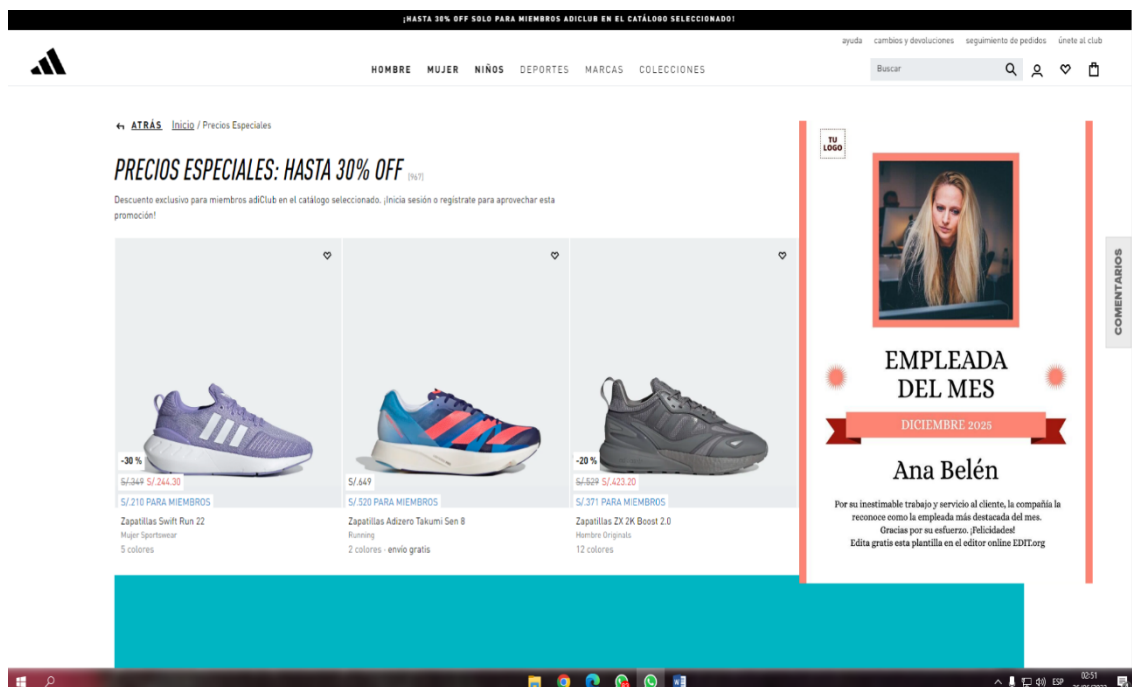 ¡HASTA 30% OFF SOLO PARA MIEMBROS ADICLUB EN EL CATÁLOGO SELECCIONADO!
ayuda cambios y devoluciones seguimiento de pedidos únete al club
HOMBRE MUJER NIÑOS DEPORTES MARCAS COLECCIONES
Buscar
ATRÁS Inicio / Precios Especiales
PRECIOS ESPECIALES: HASTA 30% OFF [967]
Descuento exclusivo para miembros adiClub en el catálogo seleccionado. ¡Inicia sesión o regístrate para aprovechar esta
promoción!
-30 %
S/.349 S/.244.30
S/.210 PARA MIEMBROS
Zapatillas Swift Run 22
Mujer Sportswear
5 colores
S/.649
S/.520 PARA MIEMBROS
Zapatillas Adizero Takumi Sen 8
Running
2 colores · envío gratis
-20 %
S/.529 S/.423.20
S/.371 PARA MIEMBROS
Zapatillas ZX 2K Boost 2.0
Hombre Originals
12 colores
TU
LOGO
EMPLEADA
DEL MES
DICIEMBRE 2025
Ana Belén
Por su inestimable trabajo y servicio al cliente, la compañía la
reconoce como la empleada más destacada del mes.
Gracias por su esfuerzo. ¡Felicidades!
Edita gratis esta plantilla en el editor online EDIT.org
COMENTARIOS
ESP
02:51